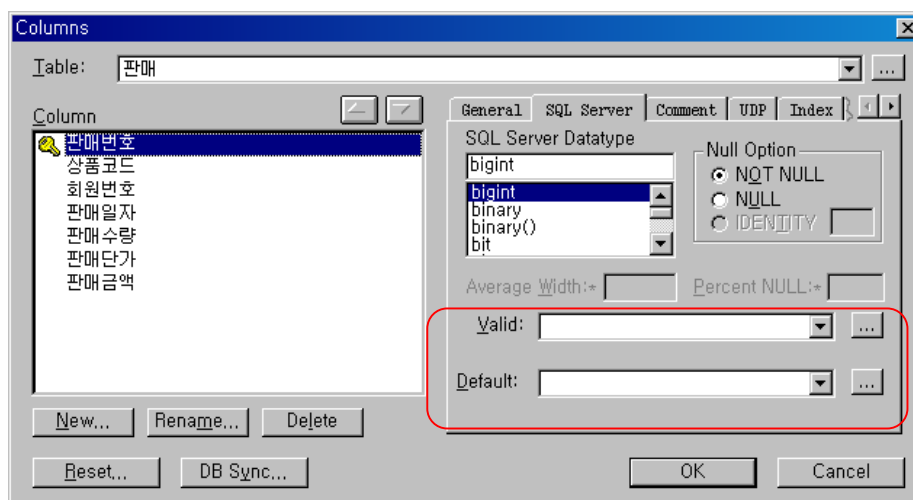 Columns
Table: 판매 ...
Column
판매번호
상품코드
회원번호
판매일자
판매수량
판매단가
판매금액
New... Rename... Delete
Reset... DB Sync...
General SQL Server Comment UDP Index
SQL Server Datatype
bigint
bigint
binary
binary()
bit
Null Option
NOT NULL
NULL
IDENTITY
Average Width:* Percent NULL:*
Valid: ...
Default: ...
OK Cancel